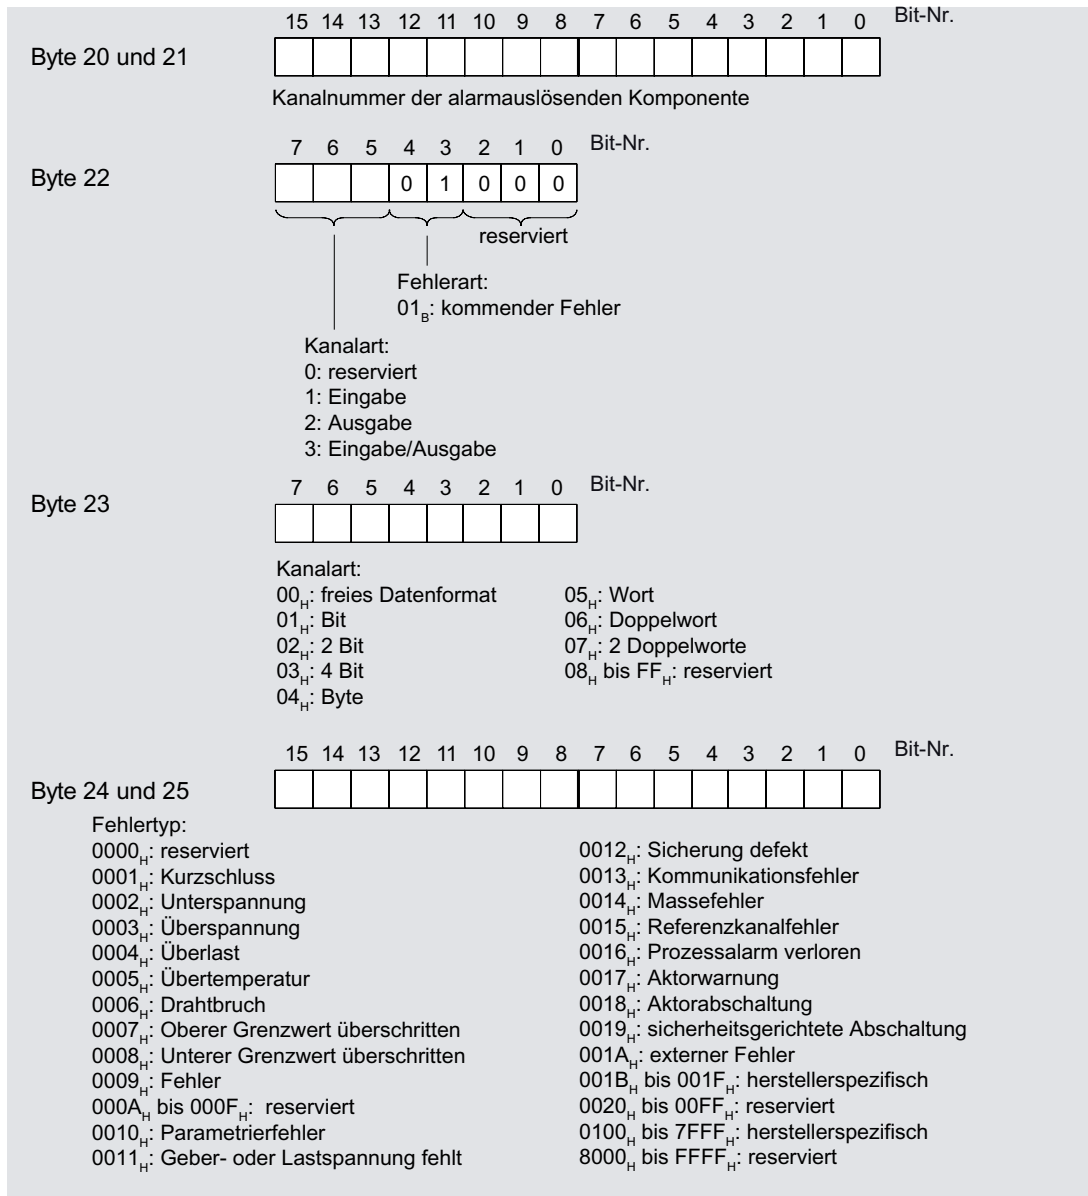 15 14 13 12 11 10 9 8 7 6 5 4 3 2 1 0 Bit-Nr.
Byte 20 und 21
Kanalnummer der alarmauslösenden Komponente
7 6 5 4 3 2 1 0 Bit-Nr.
Byte 22 0 1 0 0 0
reserviert
Fehlerart:
01B: kommender Fehler
Kanalart:
0: reserviert
1: Eingabe
2: Ausgabe
3: Eingabe/Ausgabe
7 6 5 4 3 2 1 0 Bit-Nr.
Byte 23
Kanalart:
00H: freies Datenformat
01H: Bit
02H: 2 Bit
03H: 4 Bit
04H: Byte
05H: Wort
06H: Doppelwort
07H: 2 Doppelworte
08H bis FFH: reserviert
15 14 13 12 11 10 9 8 7 6 5 4 3 2 1 0 Bit-Nr.
Byte 24 und 25
Fehlertyp:
0000H: reserviert
0001H: Kurzschluss
0002H: Unterspannung
0003H: Überspannung
0004H: Überlast
0005H: Übertemperatur
0006H: Drahtbruch
0007H: Oberer Grenzwert überschritten
0008H: Unterer Grenzwert überschritten
0009H: Fehler
000AH bis 000FH: reserviert
0010H: Parametrierfehler
0011H: Geber- oder Lastspannung fehlt
0012H: Sicherung defekt
0013H: Kommunikationsfehler
0014H: Massefehler
0015H: Referenzkanalfehler
0016H: Prozessalarm verloren
0017H: Aktorwarnung
0018H: Aktorabschaltung
0019H: sicherheitsgerichtete Abschaltung
001AH: externer Fehler
001BH bis 001FH: herstellerspezifisch
0020H bis 00FFH: reserviert
0100H bis 7FFFH: herstellerspezifisch
8000H bis FFFFH: reserviert